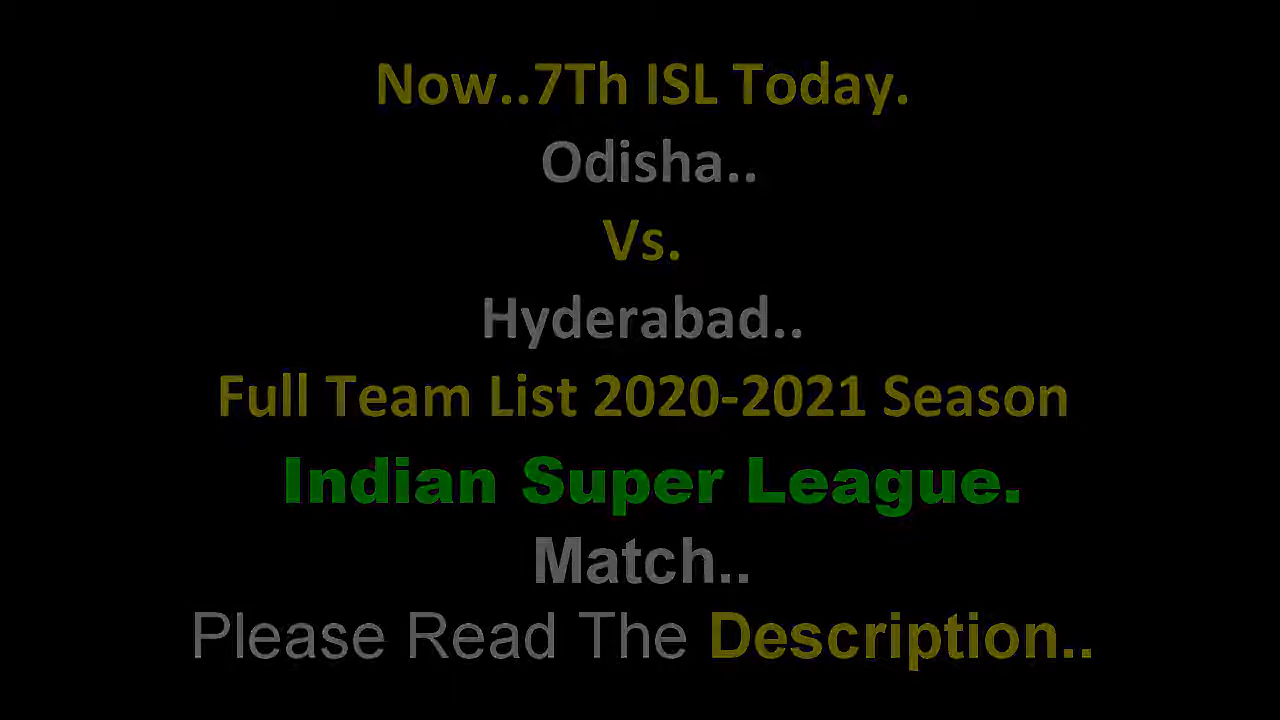 Now..7Th ISL Today.
Odisha..
Vs.
Hyderabad..
Full Team List 2020-2021 Season
Indian Super League.
Match..
Please Read The Description..